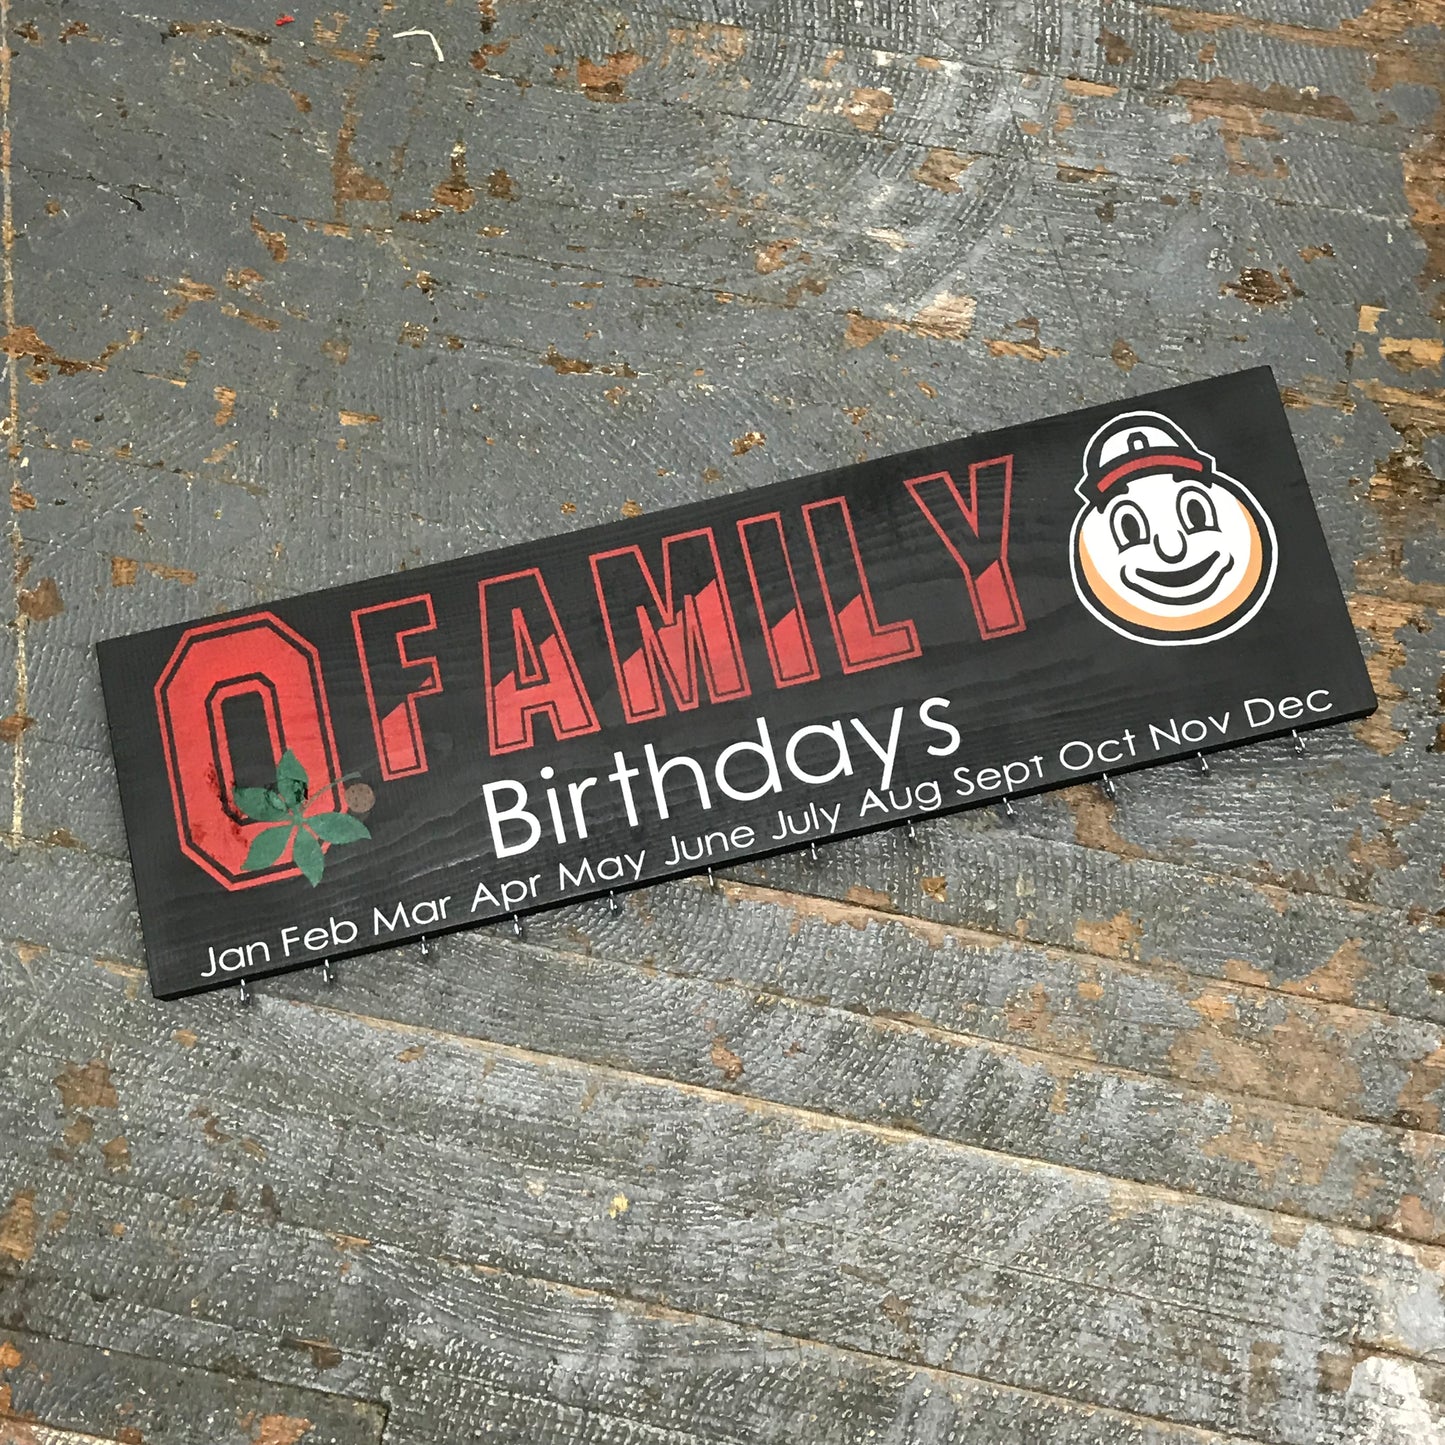 O FAMILY
Birthdays
Jan Feb Mar Apr May June July Aug Sept Oct Nov Dec